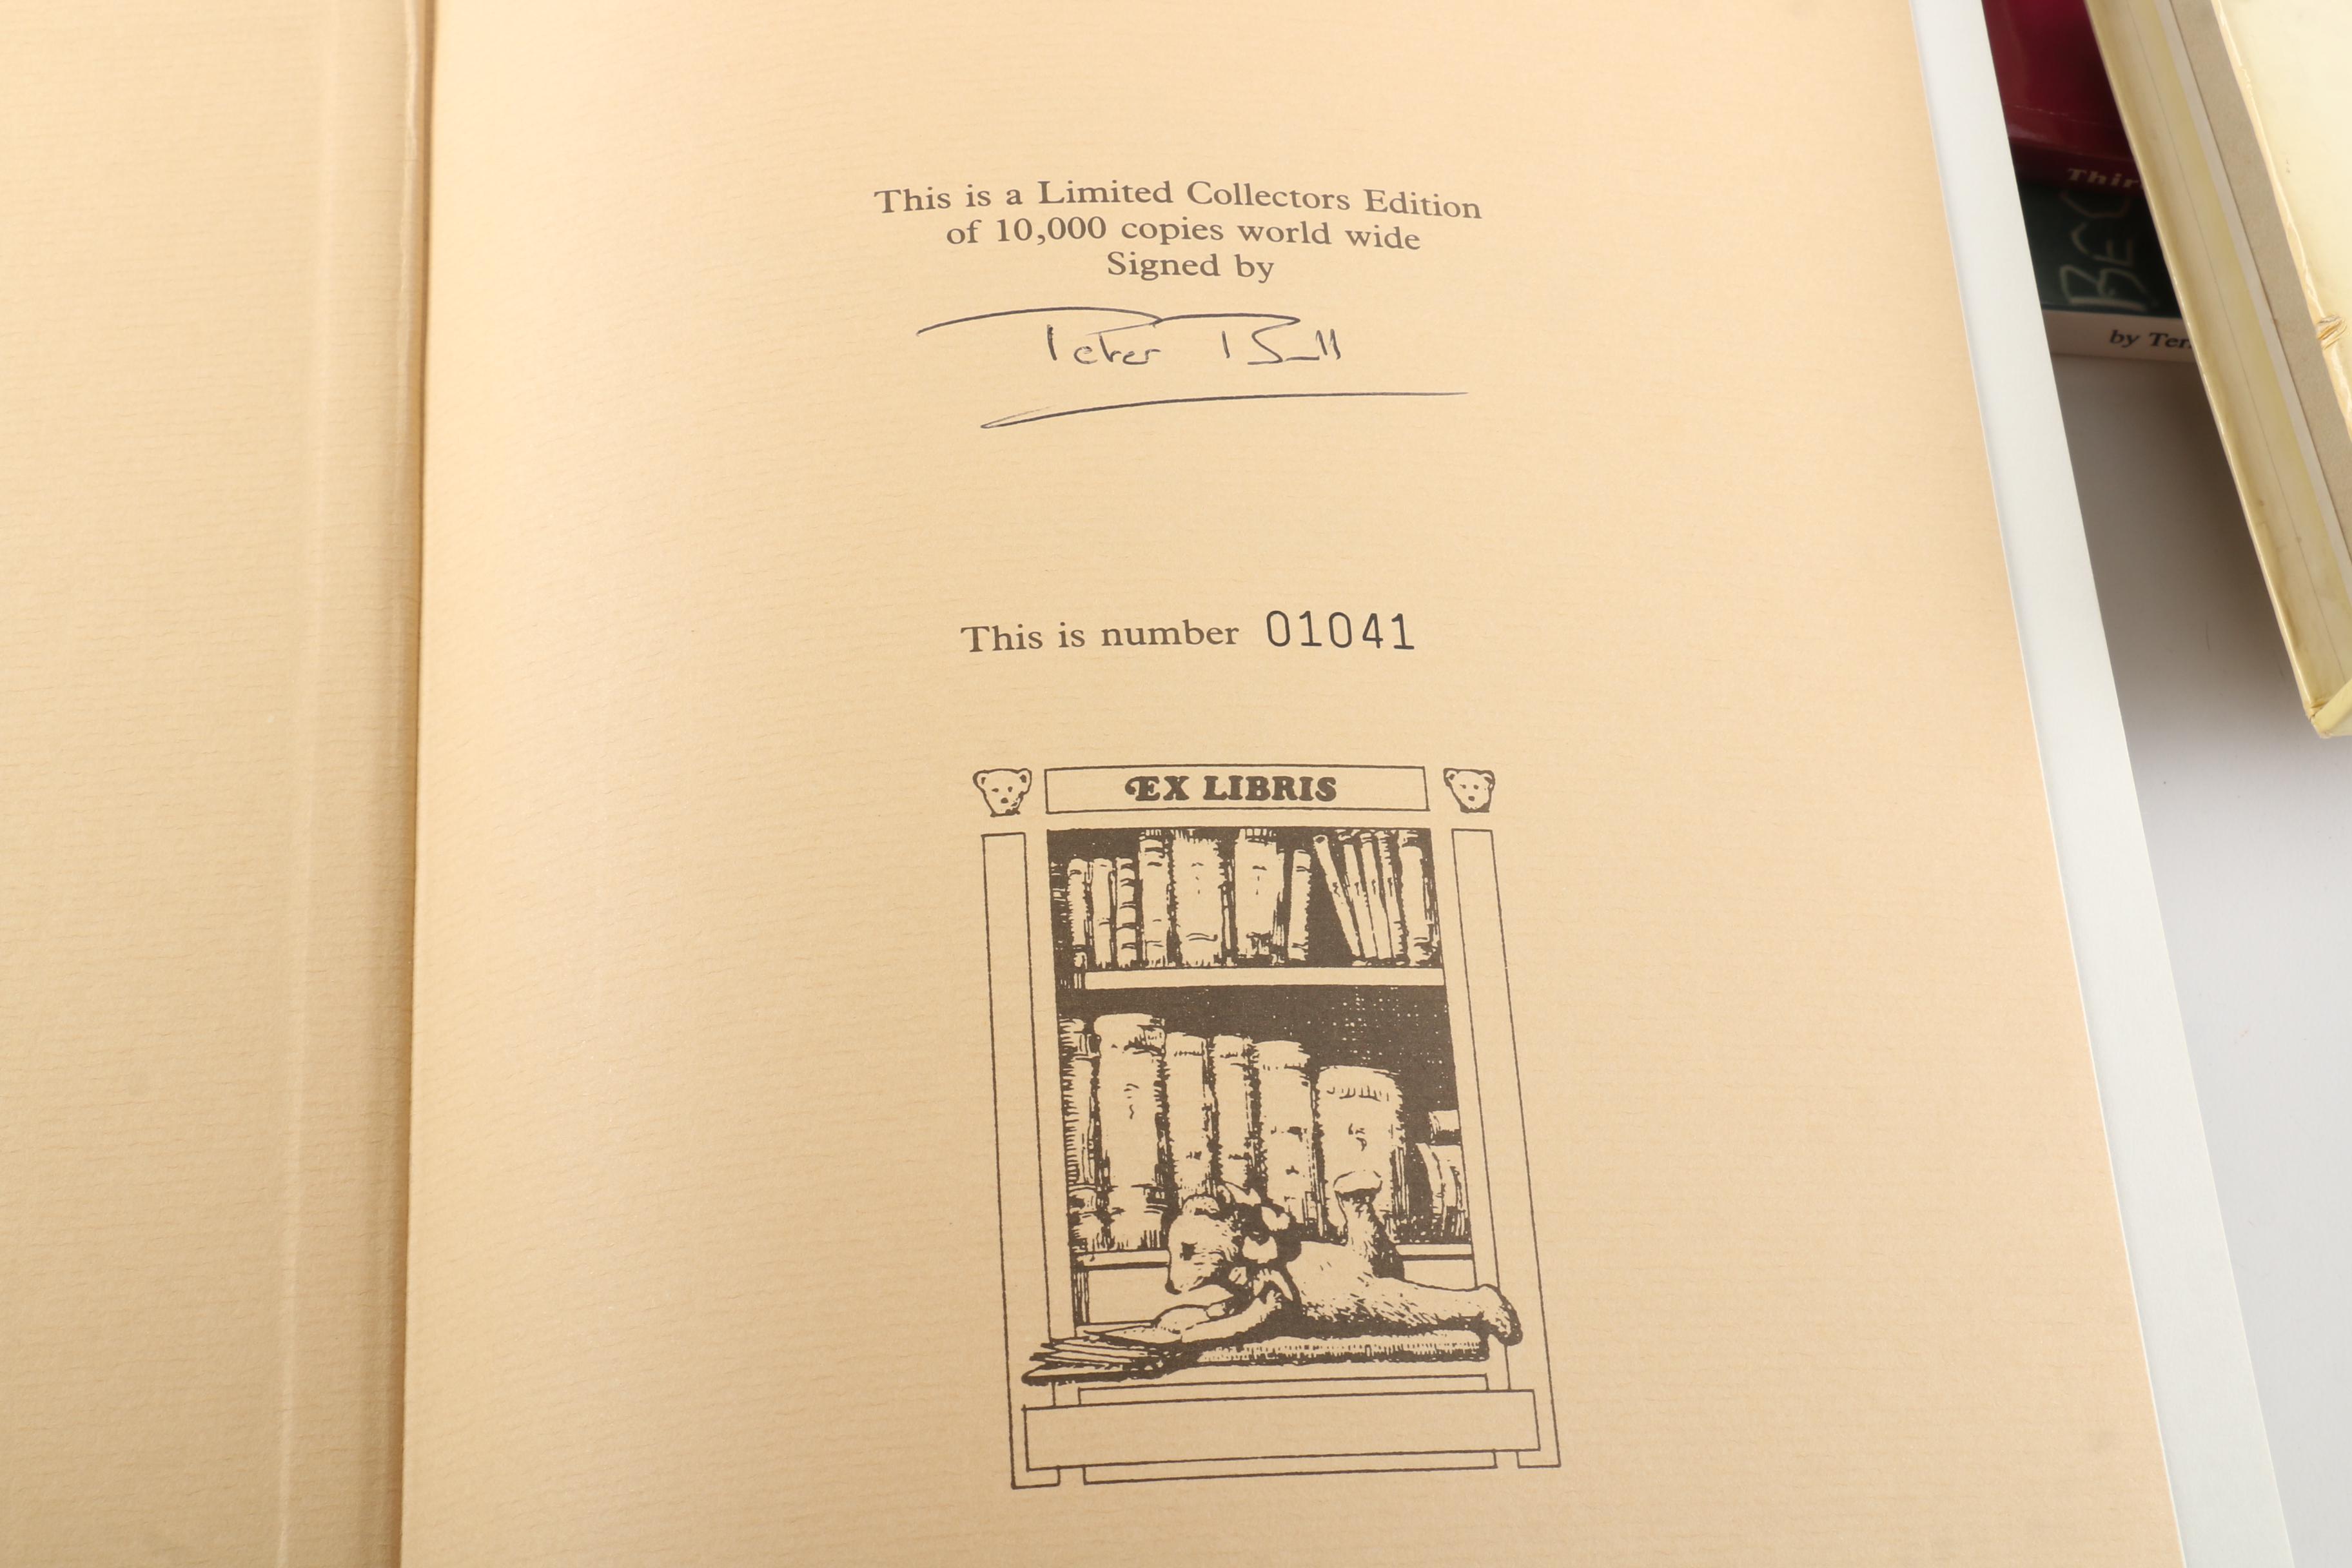 This is a Limited Collectors Edition
of 10,000 copies world wide
Signed by
Peter Bull
This is number 01041
EX LIBRIS
by